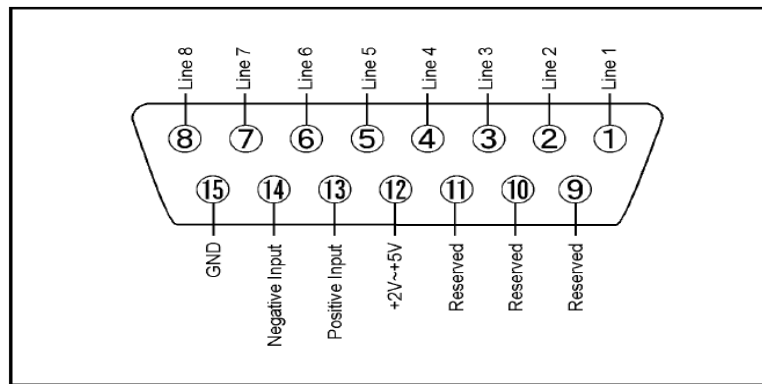 Line 8
Line 7
Line 6
Line 5
Line 4
Line 3
Line 2
Line 1
8
7
6
5
4
3
2
1
15
14
13
12
11
10
9
GND
Negative Input
Positive Input
+2V~+5V
Reserved
Reserved
Reserved